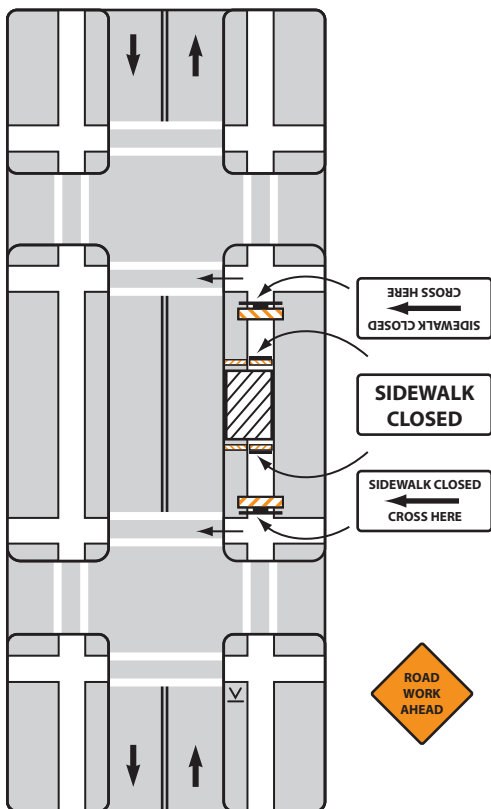 SIDEWALK CLOSED
CROSS HERE
SIDEWALK
CLOSED
SIDEWALK CLOSED
CROSS HERE
ROAD
WORK
AHEAD